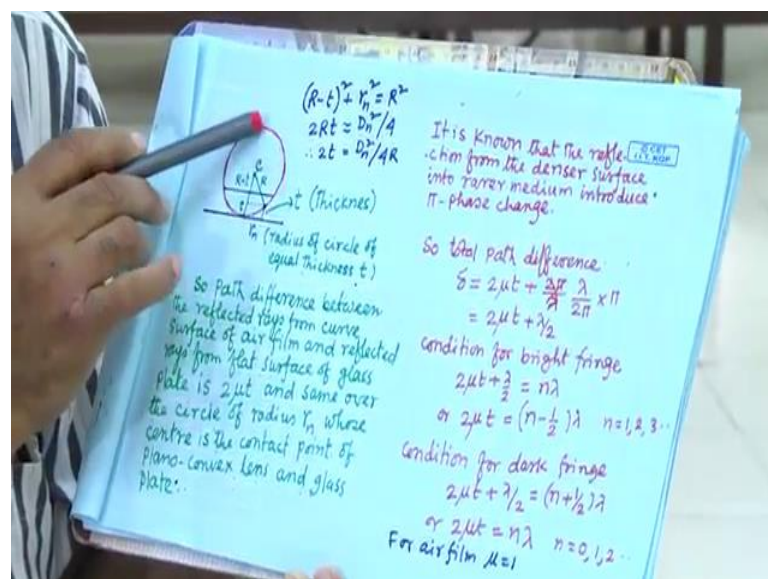 (R-t)² + rₙ² = R²
2Rt = Dₙ²/4
∴ 2t = Dₙ²/4R
C
R-t R
t
t (Thicknes)
rₙ (radius of circle of
equal thickness t)
So path difference between
the reflected rays from curve
surface of air film and reflected
rays from flat surface of glass
plate is 2μt and same over
the circle of radius rₙ whose
centre is the contact point of
plano-convex lens and glass
plate.
It is known that the refle-
-ction from the denser surface
into rarer medium introduce
π-phase change.
So total path difference
δ = 2μt + λ/2π × π
= 2μt + λ/2
condition for bright fringe
2μt + λ/2 = nλ
or 2μt = (n-1/2)λ n=1,2,3..
condition for dark fringe
2μt + λ/2 = (n+1/2)λ
or 2μt = nλ n=0,1,2..
For air film μ=1